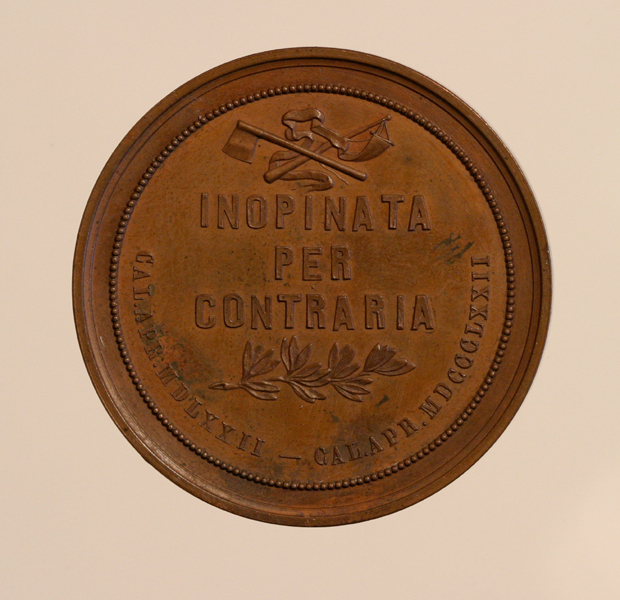 INOPINATA
PER
CONTRARIA
CAL.APR.MDLXXII — CAL.APR.MDCCCLXXII